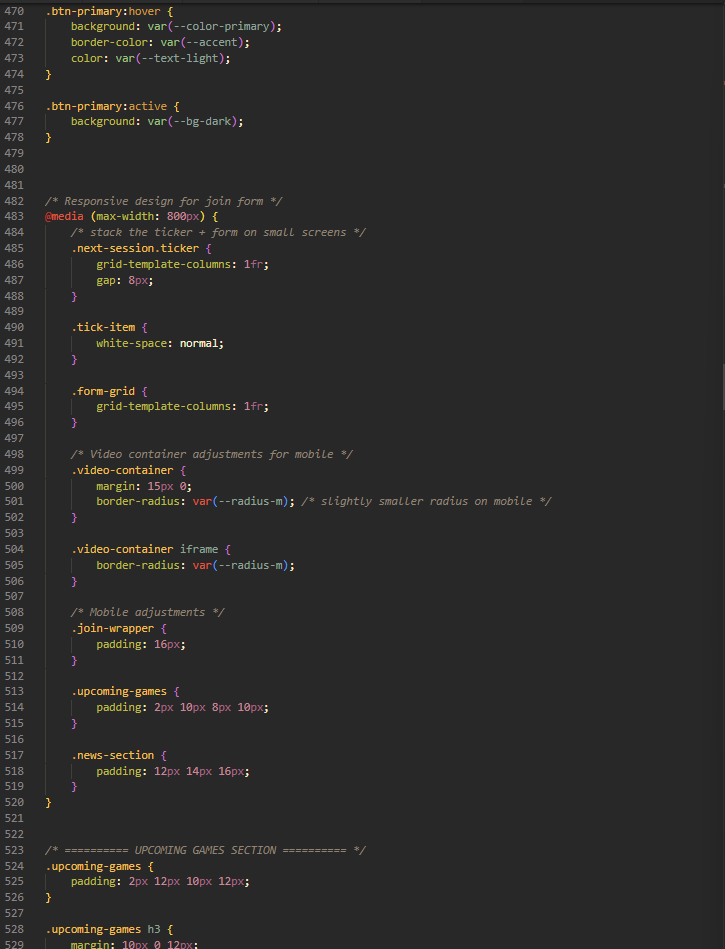 470 .btn-primary:hover {
471     background: var(--color-primary);
472     border-color: var(--accent);
473     color: var(--text-light);
474 }
475
476 .btn-primary:active {
477     background: var(--bg-dark);
478 }
479
480
481
482 /* Responsive design for join form */
483 @media (max-width: 800px) {
484     /* stack the ticker + form on small screens */
485     .next-session.ticker {
486         grid-template-columns: 1fr;
487         gap: 8px;
488     }
489
490     .tick-item {
491         white-space: normal;
492     }
493
494     .form-grid {
495         grid-template-columns: 1fr;
496     }
497
498     /* Video container adjustments for mobile */
499     .video-container {
500         margin: 15px 0;
501         border-radius: var(--radius-m); /* slightly smaller radius on mobile */
502     }
503
504     .video-container iframe {
505         border-radius: var(--radius-m);
506     }
507
508     /* Mobile adjustments */
509     .join-wrapper {
510         padding: 16px;
511     }
512
513     .upcoming-games {
514         padding: 2px 10px 8px 10px;
515     }
516
517     .news-section {
518         padding: 12px 14px 16px;
519     }
520 }
521
522
523 /* ========== UPCOMING GAMES SECTION ========== */
524 .upcoming-games {
525     padding: 2px 12px 10px 12px;
526 }
527
528 .upcoming-games h3 {
529     margin: 10px 0 12px;